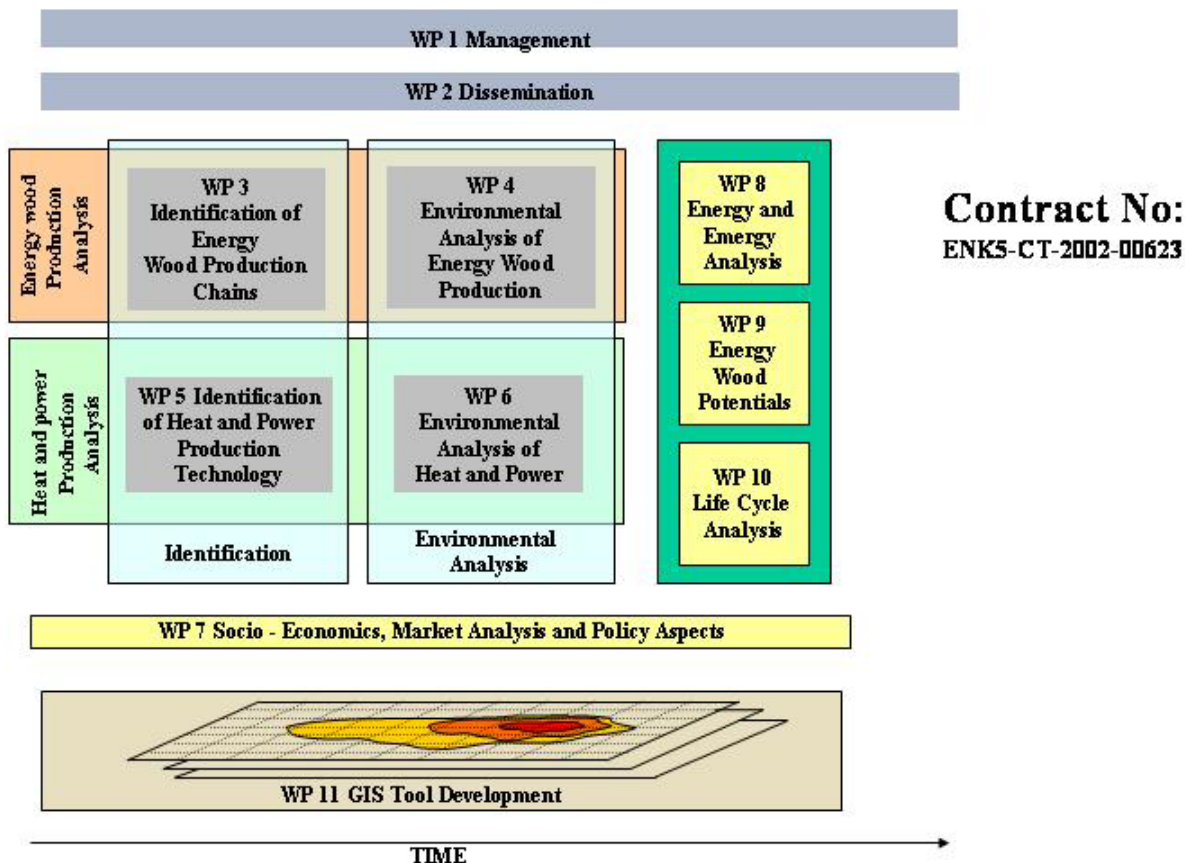 WP 1 Management
WP 2 Dissemination
Energy wood
Production
Analysis
WP 3
Identification of
Energy
Wood Production
Chains
WP 4
Environmental
Analysis of
Energy Wood
Production
WP 8
Energy and
Emergy
Analysis
Contract No:
ENK5-CT-2002-00623
WP 9
Energy
Wood
Potentials
Heat and power
Production
Analysis
WP 5 Identification
of Heat and Power
Production
Technology
WP 6
Environmental
Analysis of
Heat and Power
WP 10
Life Cycle
Analysis
Identification
Environmental
Analysis
WP 7 Socio - Economics, Market Analysis and Policy Aspects
WP 11 GIS Tool Development
TIME